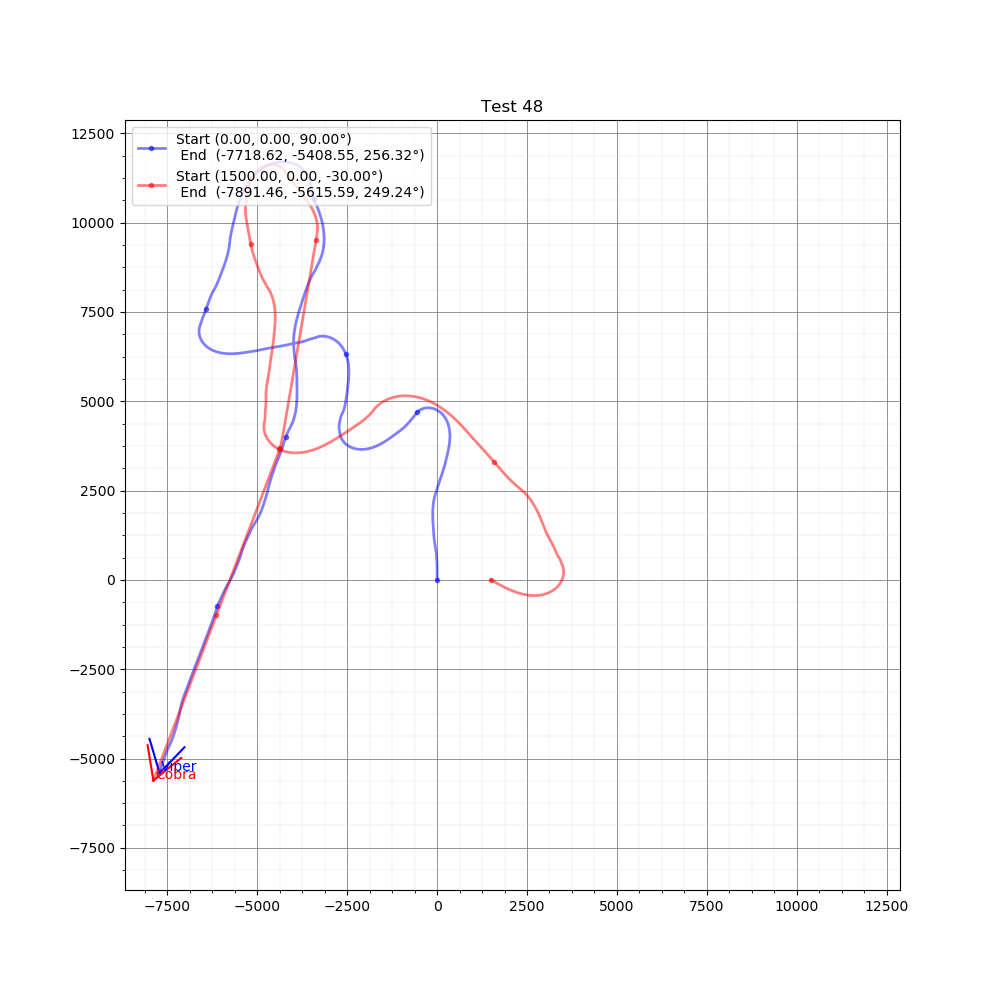 Test 48
Start (0.00, 0.00, 90.00°)
End (-7718.62, -5408.55, 256.32°)
Start (1500.00, 0.00, -30.00°)
End (-7891.46, -5615.59, 249.24°)
12500
10000
7500
5000
2500
0
−2500
−5000
−7500
Cobra
−7500 −5000 −2500 0 2500 5000 7500 10000 12500